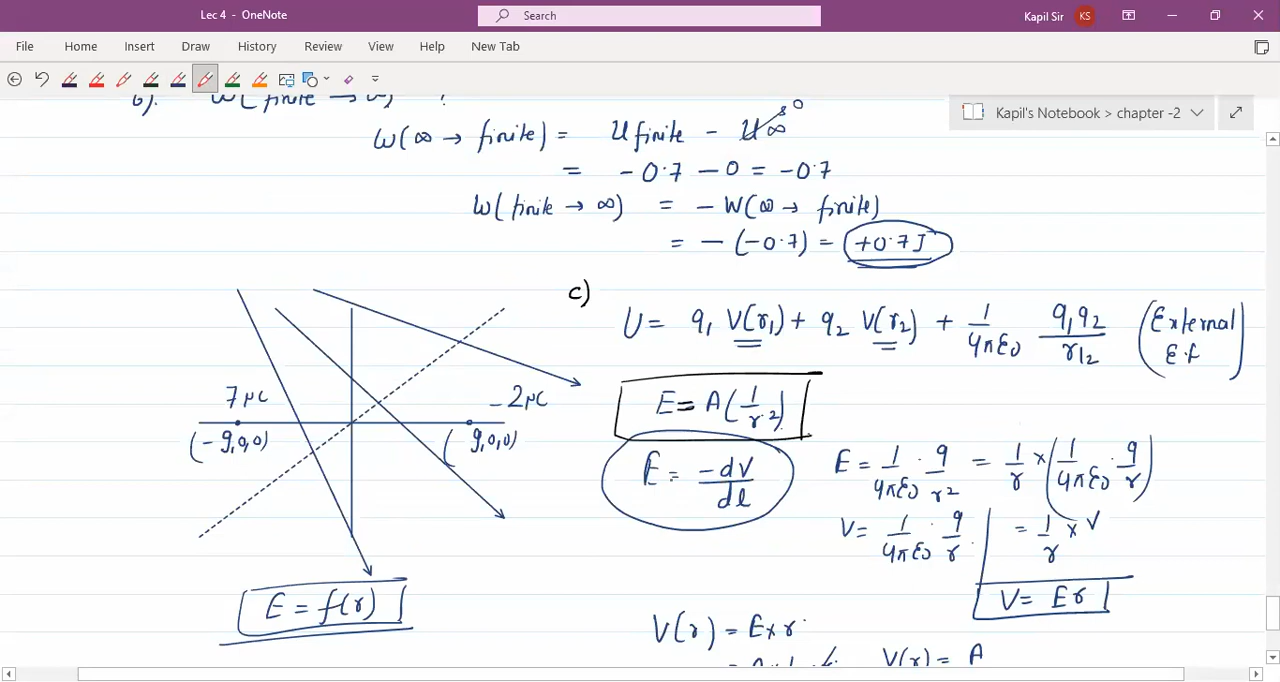 Lec 4 - OneNote
Search
Kapil Sir
KS
File Home Insert Draw History Review View Help New Tab
Kapil's Notebook > chapter -2
b). W( finite → ∞) ?
W(∞ → finite) = U finite - U∞ 0
= -0.7 - 0 = -0.7
W(finite → ∞) = - W(∞ → finite)
= - (-0.7) = +0.7J
c)
U = q1 V(r1) + q2 V(r2) + 1/4πε0 q1q2/r12 (External E.f
7μC
-2μC
(-9,0,0)
(9,0,0)
E = A(1/r2)
E = -dV/dl
E = 1/4πε0 · q/r2 = 1/r × (1/4πε0 · q/r)
V = 1/4πε0 · q/r = 1/r × V
V = Er
E = f(r)
V(r) = E×r
V(r) = A